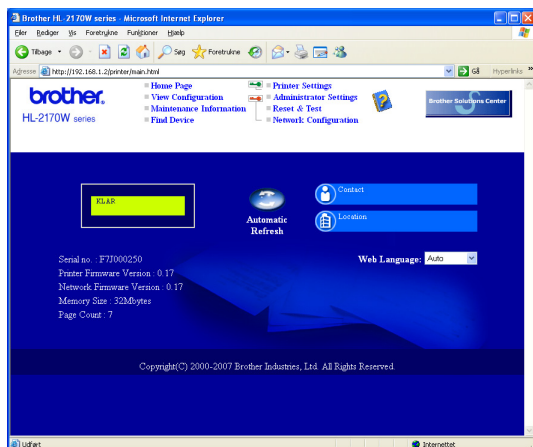 Brother HL-2170W series - Microsoft Internet Explorer
Filer Rediger Vis Foretrukne Funktioner Hjælp
Tilbage Søg Foretrukne
Adresse http://192.168.1.2/printer/main.html Gå Hyperlinks »
brother.
HL-2170W series
Home Page
View Configuration
Maintenance Information
Find Device
Printer Settings
Administrator Settings
Reset & Test
Network Configuration
Brother Solutions Center
KLAR
Automatic
Refresh
Contact
Location
Serial no. : F7J000250
Printer Firmware Version : 0.17
Network Firmware Version : 0.17
Memory Size : 32Mbytes
Page Count : 7
Web Language: Auto
Copyright(C) 2000-2007 Brother Industries, Ltd. All Rights Reserved.
Udført Internettet